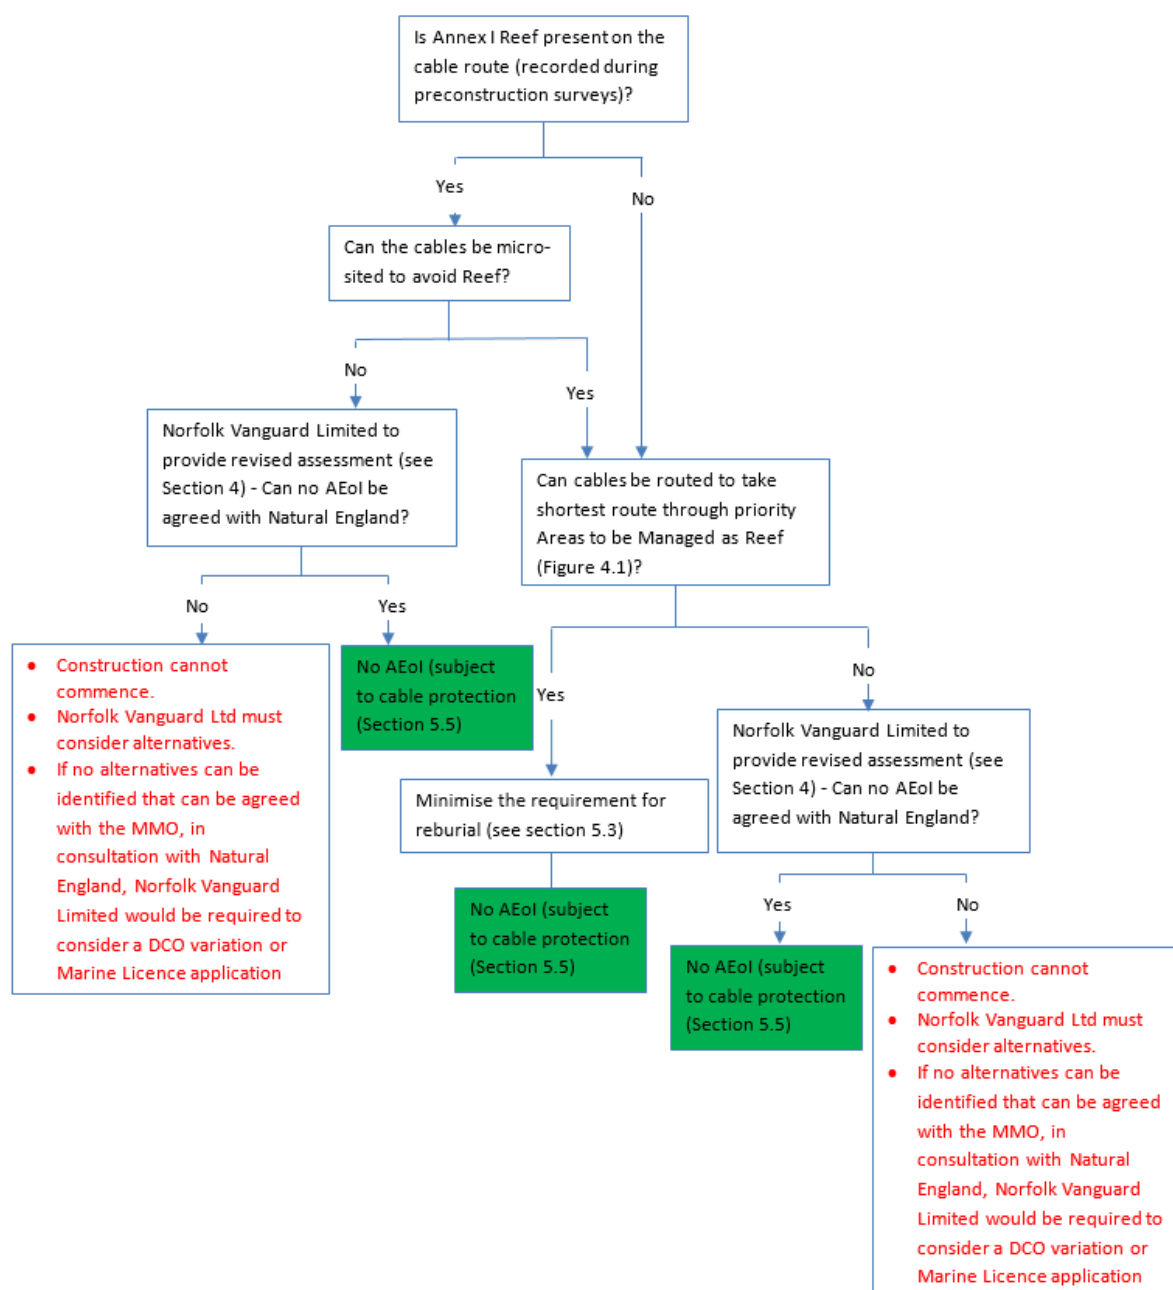 Is Annex I Reef present on the
cable route (recorded during
preconstruction surveys)?
Yes
No
Can the cables be micro-
sited to avoid Reef?
No
Yes
Norfolk Vanguard Limited to
provide revised assessment (see
Section 4) - Can no AEoI be
agreed with Natural England?
Can cables be routed to take
shortest route through priority
Areas to be Managed as Reef
(Figure 4.1)?
No
Yes
• Construction cannot
commence.
• Norfolk Vanguard Ltd must
consider alternatives.
• If no alternatives can be
identified that can be agreed
with the MMO, in
consultation with Natural
England, Norfolk Vanguard
Limited would be required to
consider a DCO variation or
Marine Licence application
No AEoI (subject
to cable protection
(Section 5.5)
Yes
No
Minimise the requirement for
reburial (see section 5.3)
Norfolk Vanguard Limited to
provide revised assessment (see
Section 4) - Can no AEoI be
agreed with Natural England?
No AEoI (subject
to cable protection
(Section 5.5)
Yes
No
No AEoI (subject
to cable protection
(Section 5.5)
• Construction cannot
commence.
• Norfolk Vanguard Ltd must
consider alternatives.
• If no alternatives can be
identified that can be agreed
with the MMO, in
consultation with Natural
England, Norfolk Vanguard
Limited would be required to
consider a DCO variation or
Marine Licence application